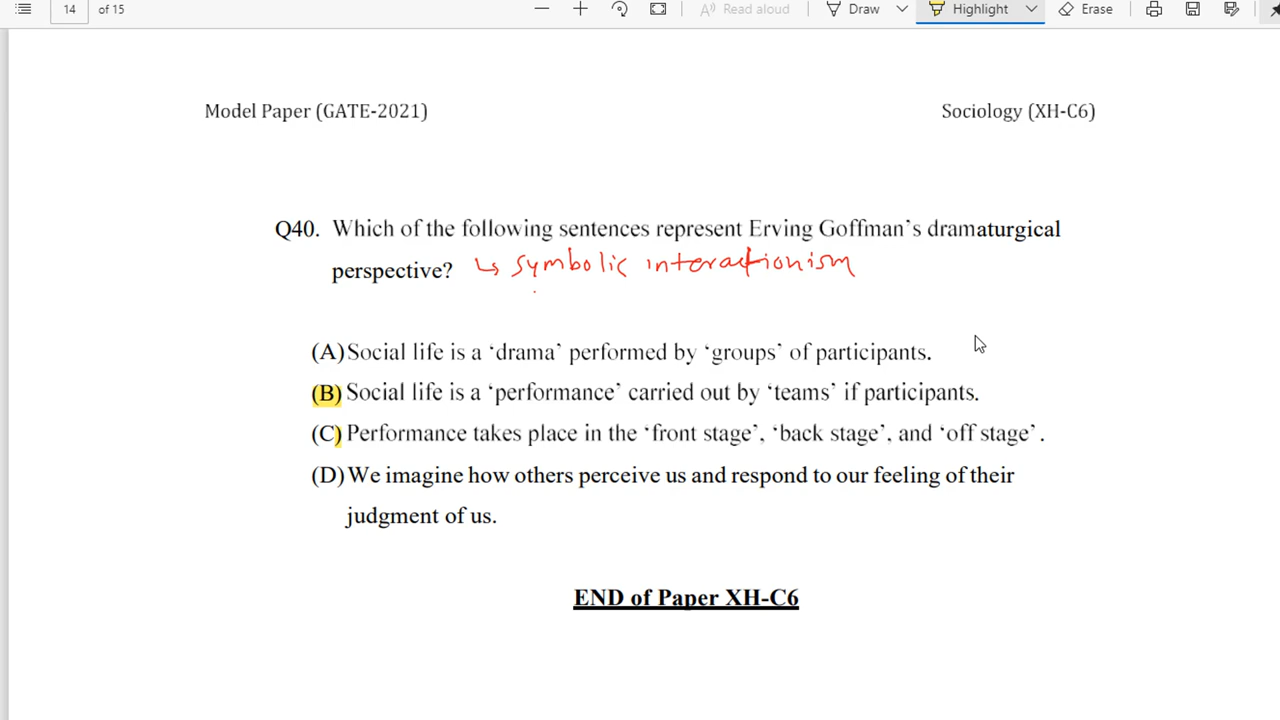 14 of 15 Read aloud Draw Highlight Erase
Model Paper (GATE-2021) Sociology (XH-C6)
Q40. Which of the following sentences represent Erving Goffman's dramaturgical
perspective? ↳ symbolic interactionism
(A) Social life is a ‘drama’ performed by ‘groups’ of participants.
(B) Social life is a ‘performance’ carried out by ‘teams’ if participants.
(C) Performance takes place in the ‘front stage’, ‘back stage’, and ‘off stage’.
(D) We imagine how others perceive us and respond to our feeling of their
judgment of us.
END of Paper XH-C6